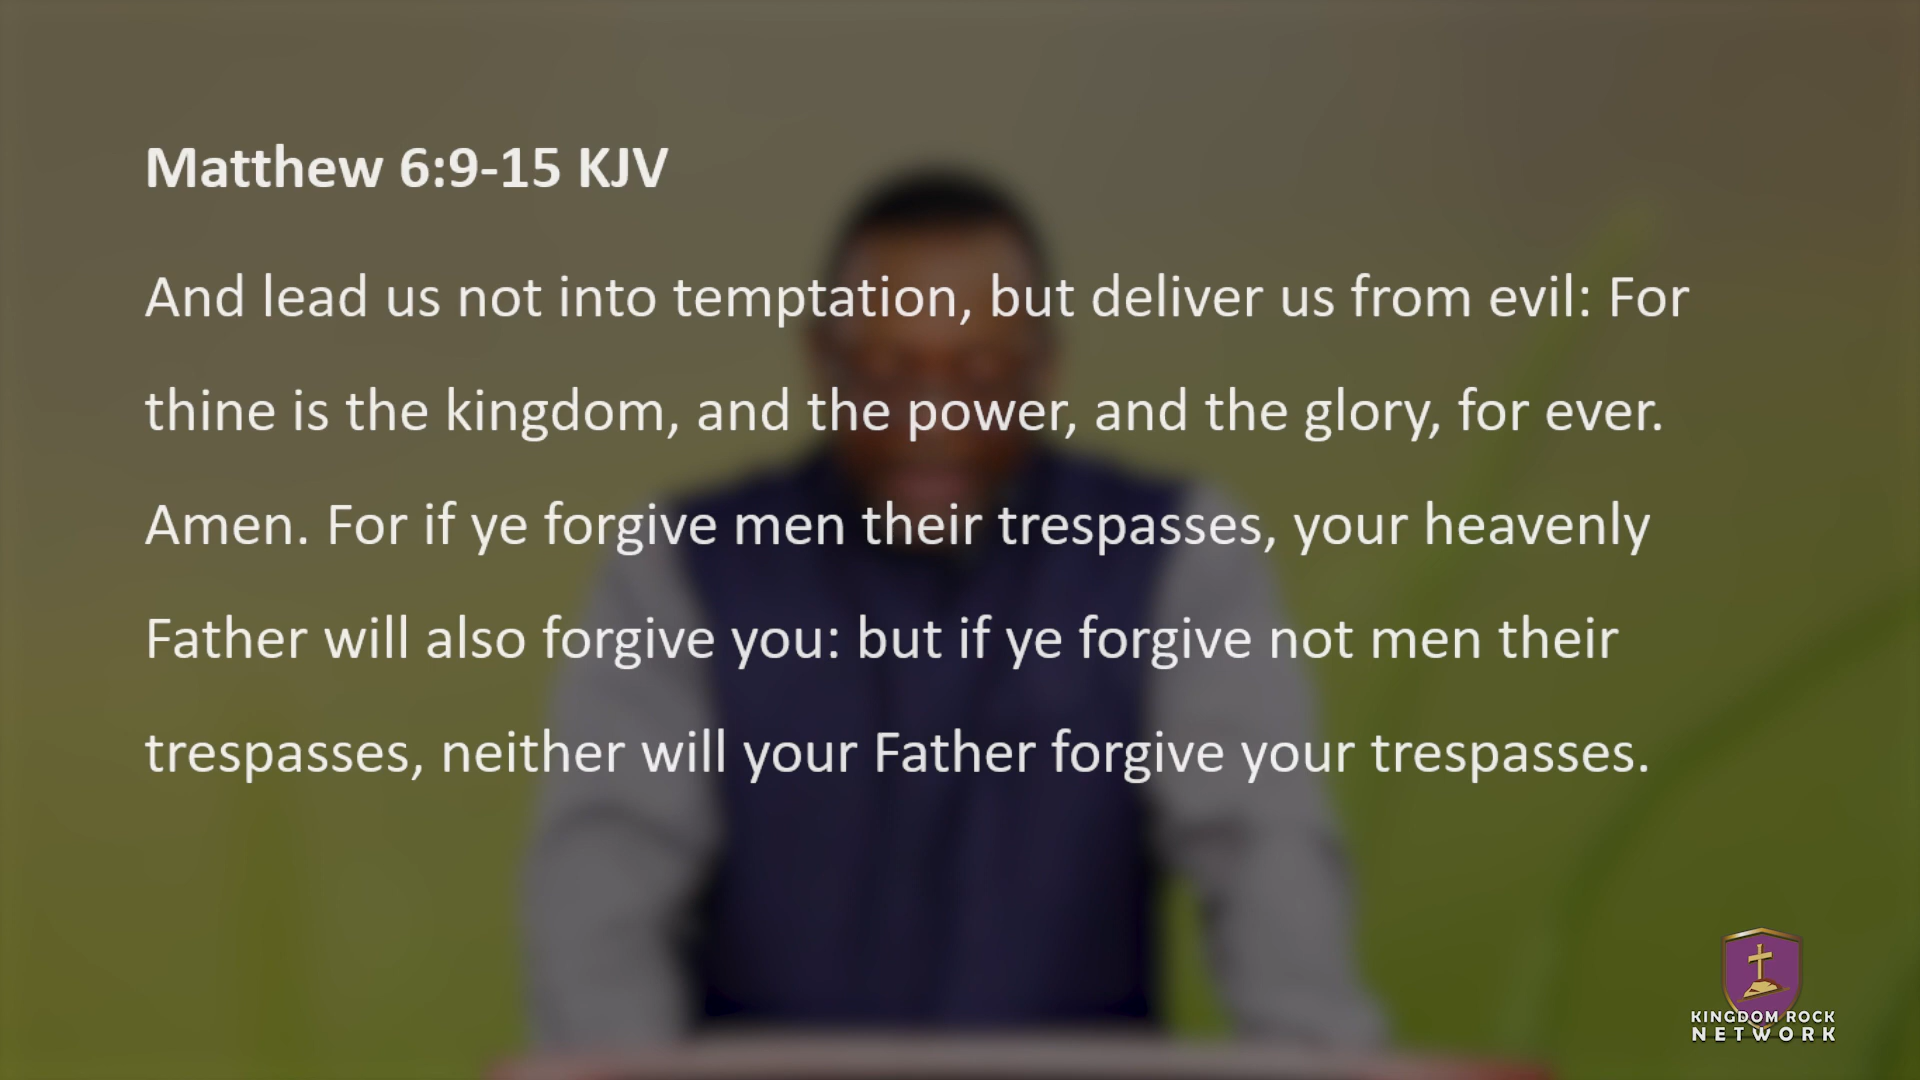 Matthew 6:9-15 KJV
And lead us not into temptation, but deliver us from evil: For
thine is the kingdom, and the power, and the glory, for ever.
Amen. For if ye forgive men their trespasses, your heavenly
Father will also forgive you: but if ye forgive not men their
trespasses, neither will your Father forgive your trespasses.
KINGDOM ROCK
NETWORK